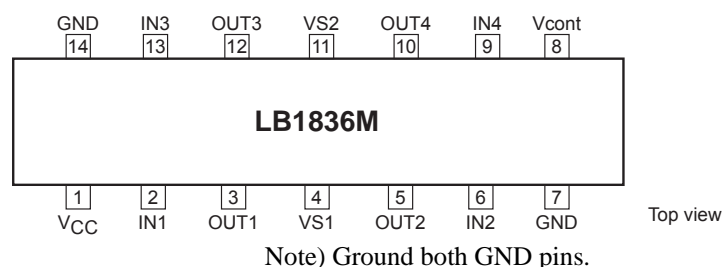 GND IN3 OUT3 VS2 OUT4 IN4 Vcont
14 13 12 11 10 9 8
LB1836M
1 2 3 4 5 6 7
VCC IN1 OUT1 VS1 OUT2 IN2 GND
Top view
Note) Ground both GND pins.